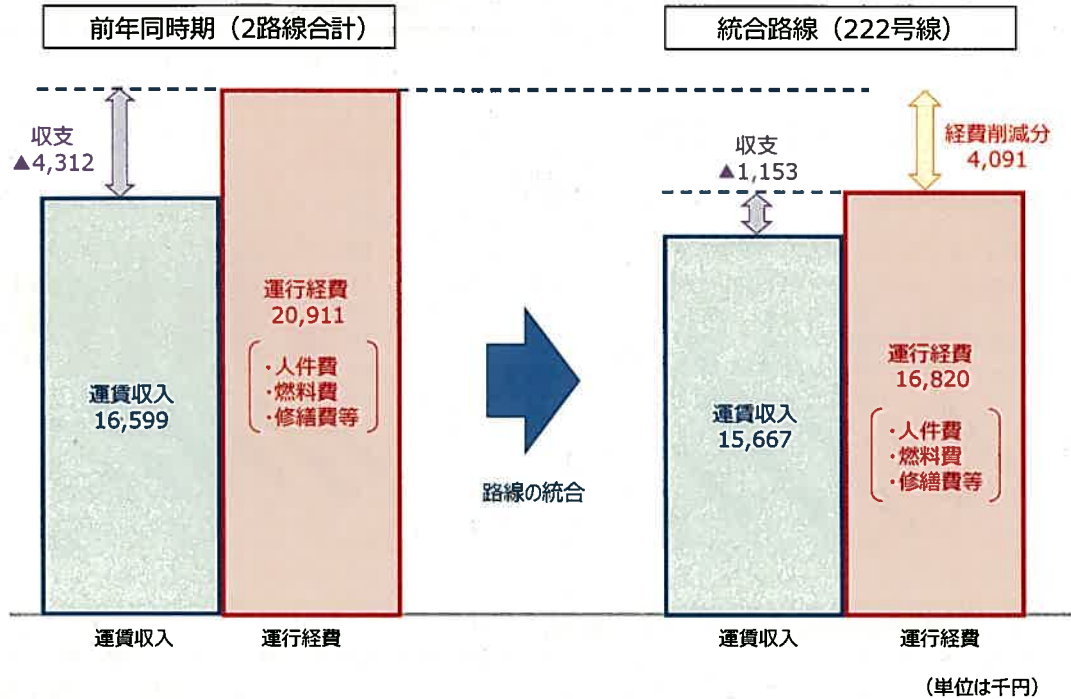 前年同時期（2路線合計）
収支
▲4,312
運賃収入
16,599
運行経費
20,911
・人件費
・燃料費
・修繕費等
運賃収入
運行経費
路線の統合
統合路線（222号線）
収支
▲1,153
経費削減分
4,091
運賃収入
15,667
運行経費
16,820
・人件費
・燃料費
・修繕費等
運賃収入
運行経費
（単位は千円）